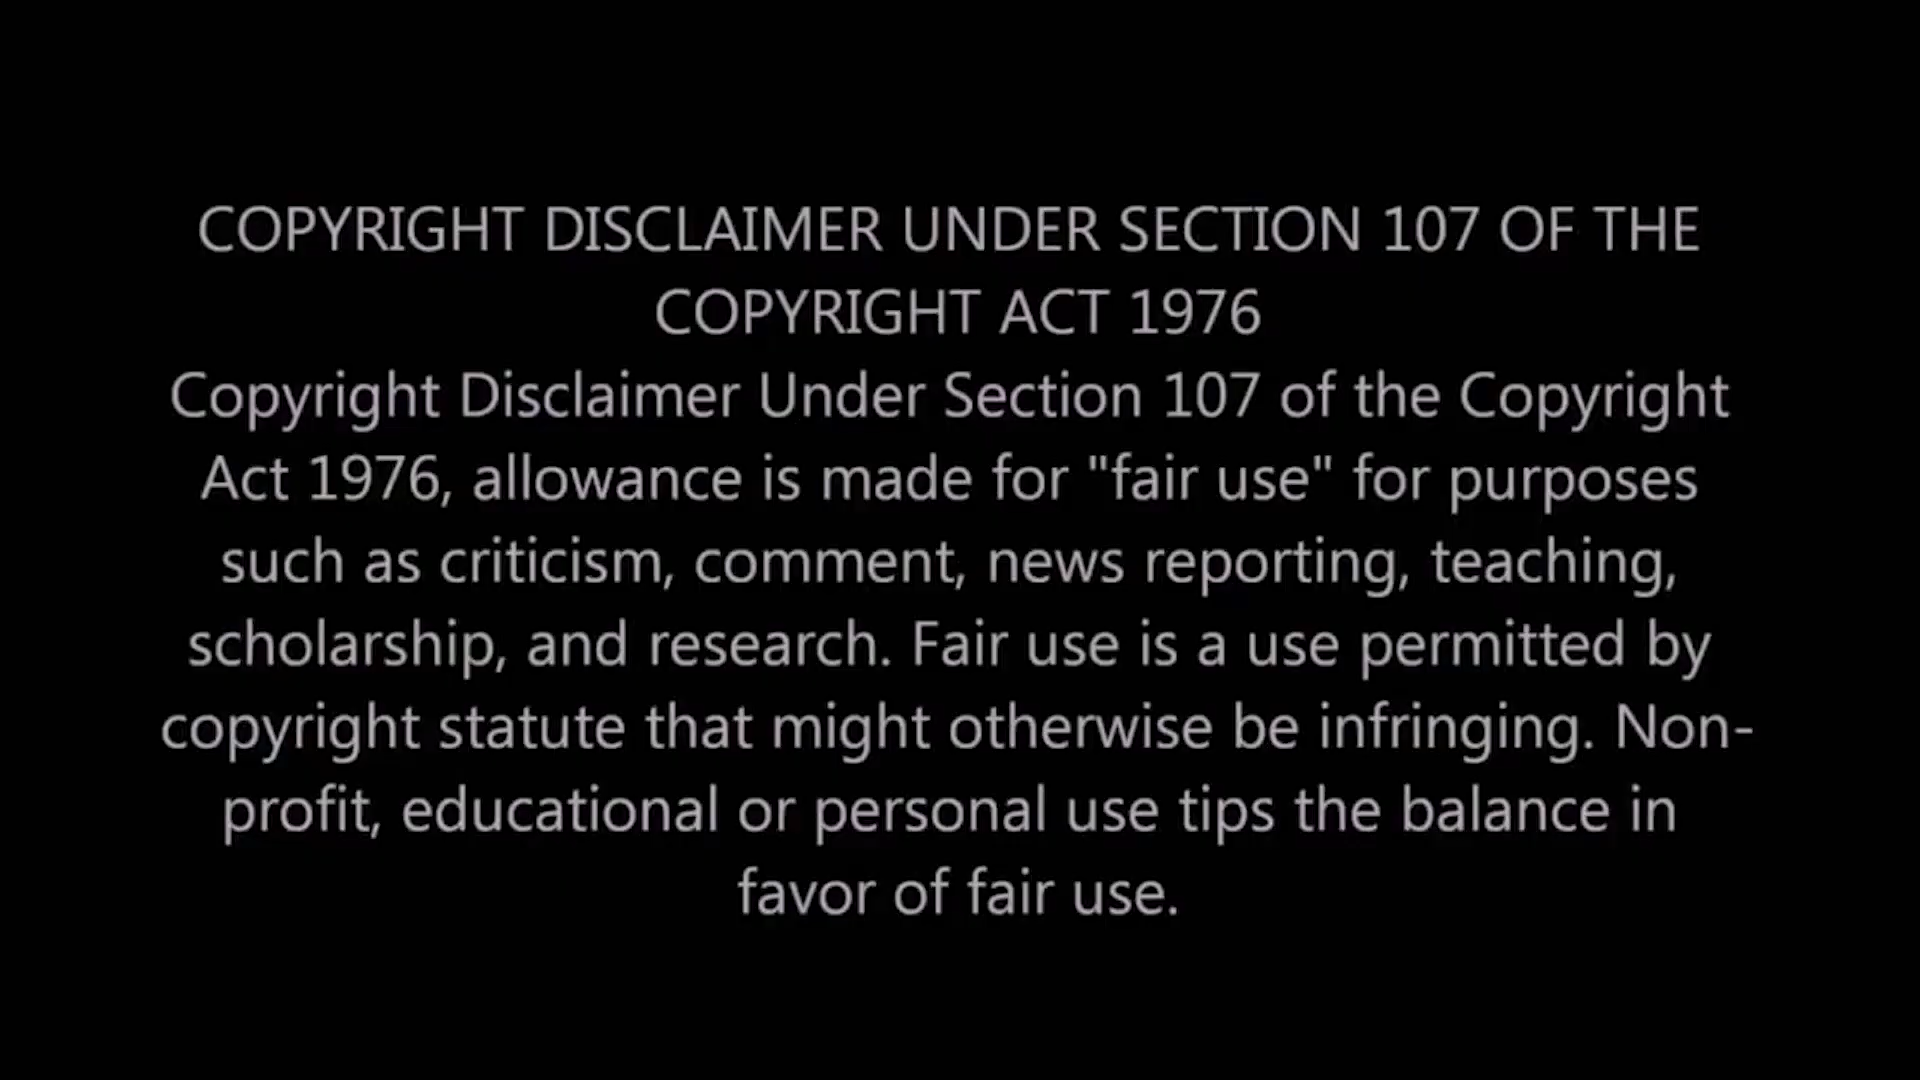 COPYRIGHT DISCLAIMER UNDER SECTION 107 OF THE
COPYRIGHT ACT 1976
Copyright Disclaimer Under Section 107 of the Copyright
Act 1976, allowance is made for "fair use" for purposes
such as criticism, comment, news reporting, teaching,
scholarship, and research. Fair use is a use permitted by
copyright statute that might otherwise be infringing. Non-
profit, educational or personal use tips the balance in
favor of fair use.